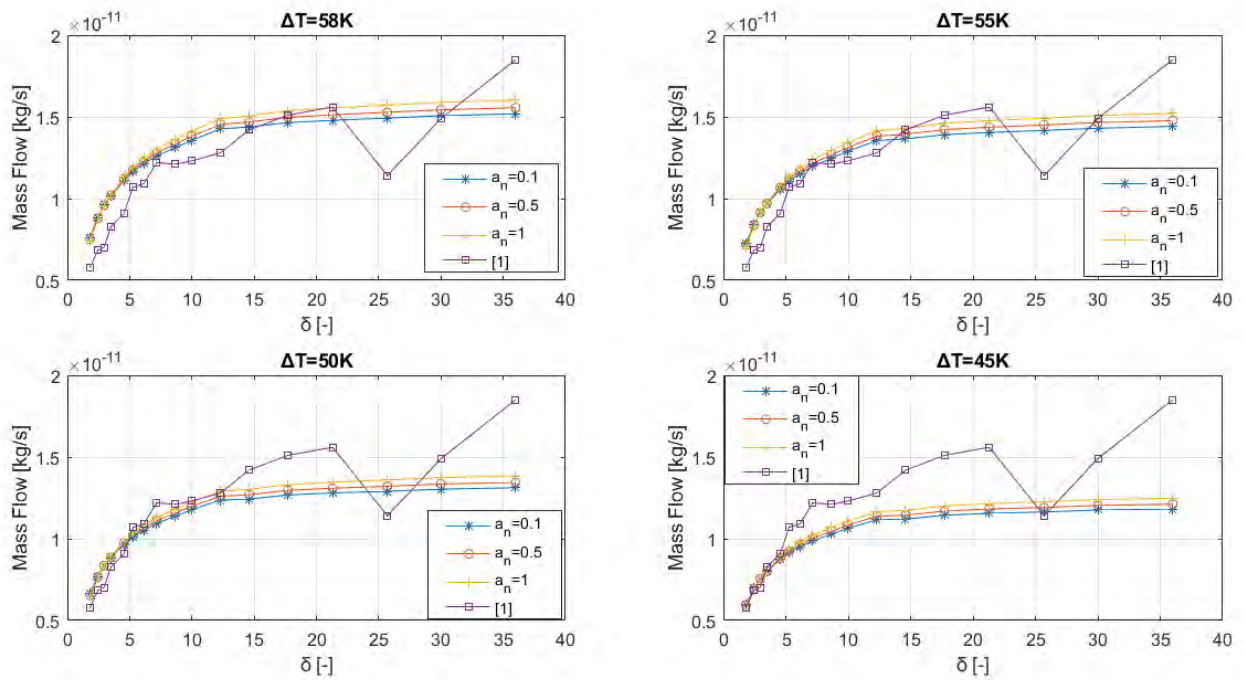 ×10⁻¹¹
ΔT=58K
2
1.5
1
0.5
Mass Flow [kg/s]
0 5 10 15 20 25 30 35 40
δ [-]
aₙ=0.1
aₙ=0.5
aₙ=1
[1]
×10⁻¹¹
ΔT=55K
2
1.5
1
0.5
Mass Flow [kg/s]
0 5 10 15 20 25 30 35 40
δ [-]
aₙ=0.1
aₙ=0.5
aₙ=1
[1]
×10⁻¹¹
ΔT=50K
2
1.5
1
0.5
Mass Flow [kg/s]
0 5 10 15 20 25 30 35 40
δ [-]
aₙ=0.1
aₙ=0.5
aₙ=1
[1]
×10⁻¹¹
ΔT=45K
2
1.5
1
0.5
Mass Flow [kg/s]
0 5 10 15 20 25 30 35 40
δ [-]
aₙ=0.1
aₙ=0.5
aₙ=1
[1]